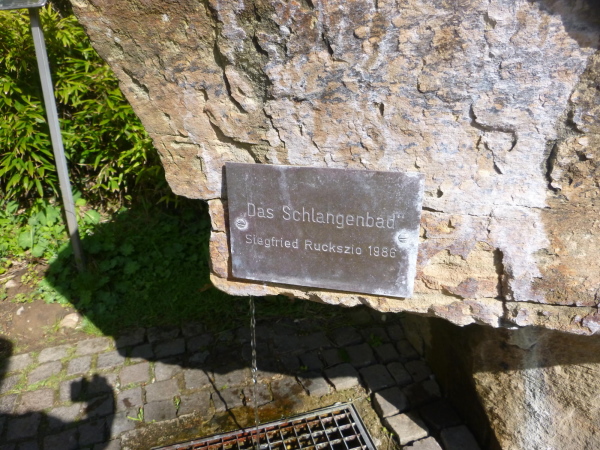 „Das Schlangenbad"
Siegfried Ruckszio 1986